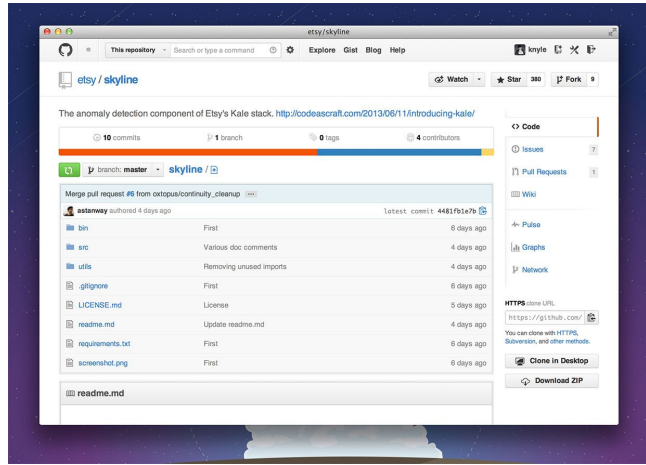 etsy/skyline
This repository Search or type a command Explore Gist Blog Help knyle
etsy / skyline Watch Star 380 Fork 9
The anomaly detection component of Etsy's Kale stack. http://codeascraft.com/2013/06/11/introducing-kale/
10 commits 1 branch 0 tags 4 contributors
branch: master skyline /
Merge pull request #6 from oxtopus/continuity_cleanup
astanway authored 4 days ago latest commit 4481fb1e7b
bin First 6 days ago
src Various doc comments 4 days ago
utils Removing unused imports 4 days ago
.gitignore First 6 days ago
LICENSE.md License 5 days ago
readme.md Update readme.md 4 days ago
requirements.txt First 6 days ago
screenshot.png First 6 days ago
readme.md
Code
Issues 7
Pull Requests 1
Wiki
Pulse
Graphs
Network
HTTPS clone URL
https://github.com/
You can clone with HTTPS,
Subversion, and other methods.
Clone in Desktop
Download ZIP